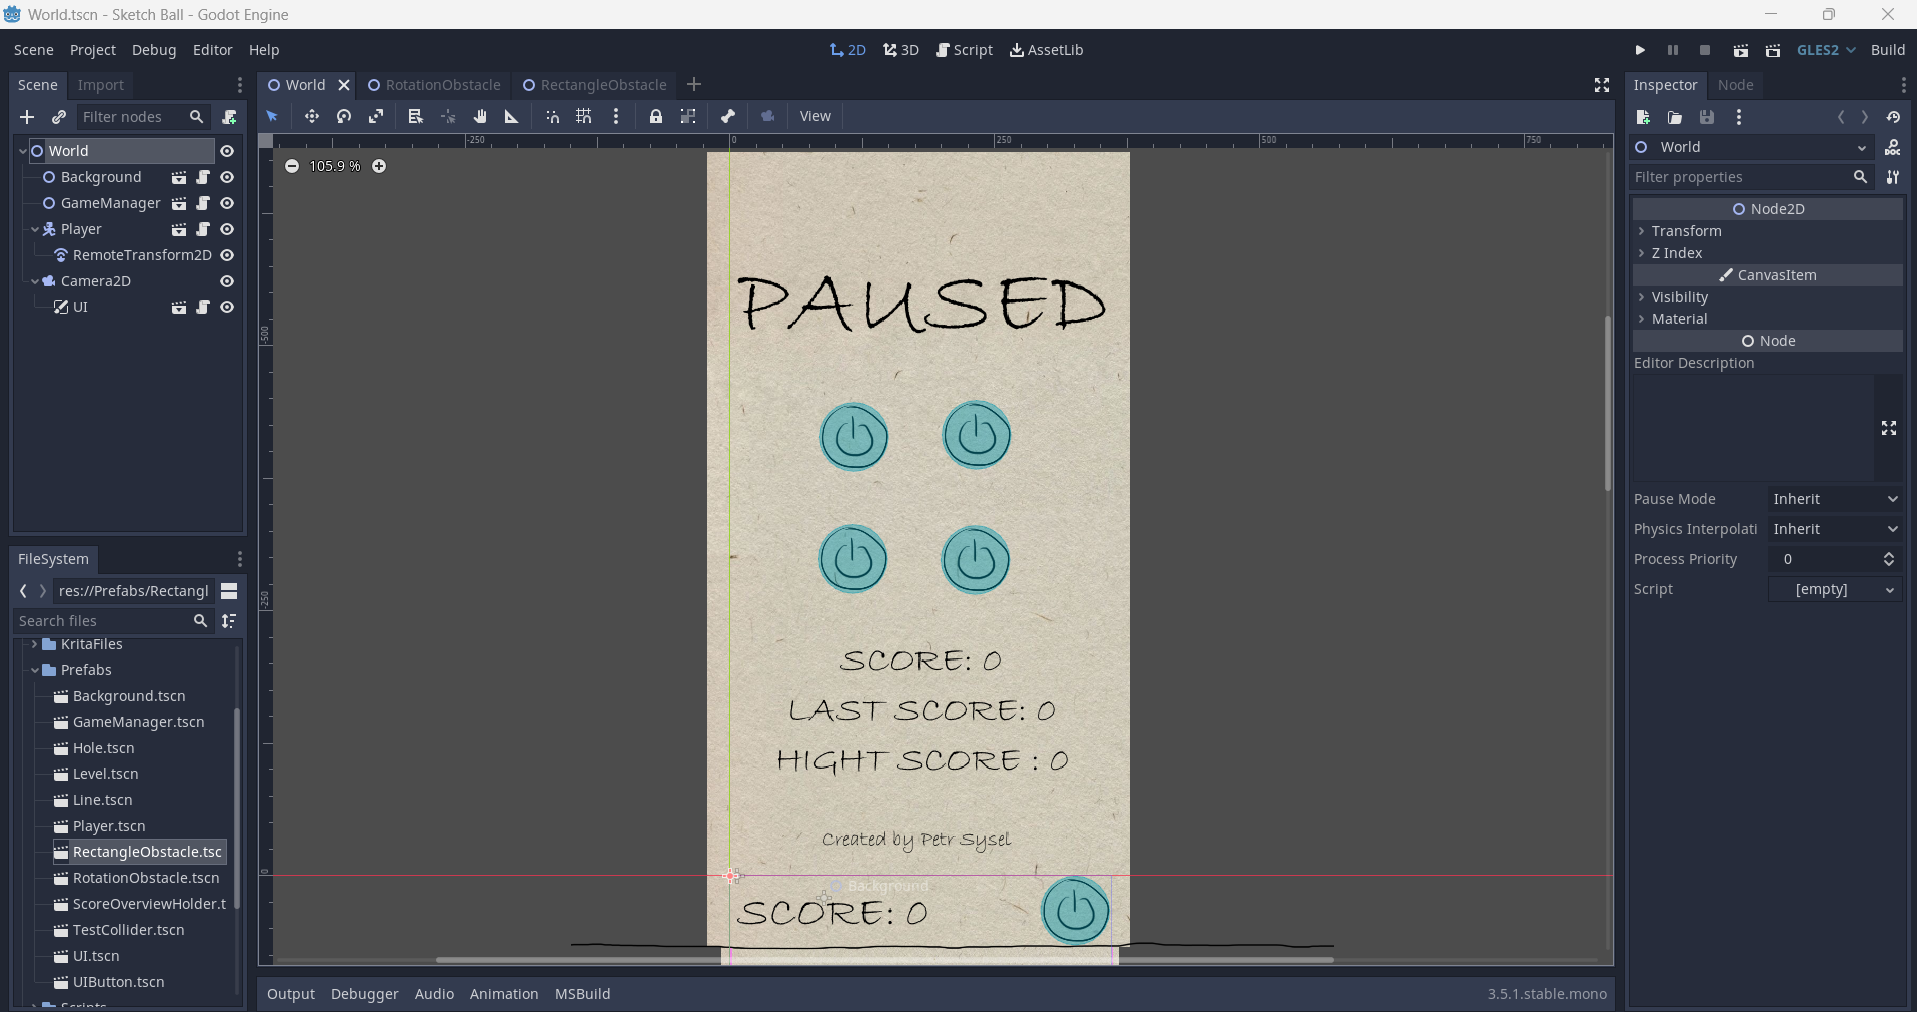 World.tscn - Sketch Ball - Godot Engine
Scene Project Debug Editor Help
2D 3D Script AssetLib
GLES2 Build
Scene Import
World RotationObstacle RectangleObstacle
Inspector Node
Filter nodes
View
World
Background
GameManager
Player
RemoteTransform2D
Camera2D
UI
FileSystem
res://Prefabs/Rectangl
Search files
KritaFiles
Prefabs
Background.tscn
GameManager.tscn
Hole.tscn
Level.tscn
Line.tscn
Player.tscn
RectangleObstacle.tsc
RotationObstacle.tscn
ScoreOverviewHolder.t
TestCollider.tscn
UI.tscn
UIButton.tscn
Scripts
-250 0 250 500 750
105.9 %
-500
-250
0
PAUSED
SCORE: 0
LAST SCORE: 0
HIGHT SCORE : 0
Created by Petr Sysel
Background
SCORE: 0
Output Debugger Audio Animation MSBuild
3.5.1.stable.mono
World
Filter properties
Node2D
Transform
Z Index
CanvasItem
Visibility
Material
Node
Editor Description
Pause Mode Inherit
Physics Interpolati Inherit
Process Priority 0
Script [empty]